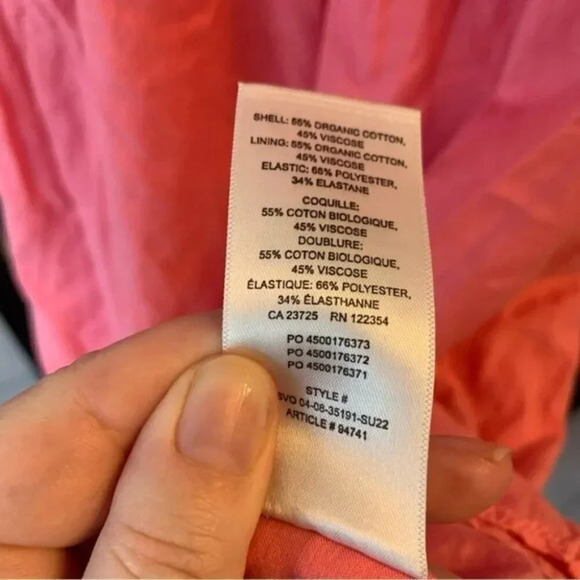 SHELL: 55% ORGANIC COTTON,
45% VISCOSE
LINING: 55% ORGANIC COTTON,
45% VISCOSE
ELASTIC: 66% POLYESTER,
34% ELASTANE
COQUILLE:
55% COTON BIOLOGIQUE,
45% VISCOSE
DOUBLURE:
55% COTON BIOLOGIQUE,
45% VISCOSE
ÉLASTIQUE: 66% POLYESTER,
34% ÉLASTHANNE
CA 23725 RN 122354
PO 4500176373
PO 4500176372
PO 4500176371
STYLE #
SVO 04-08-35191-SU22
ARTICLE # 94741